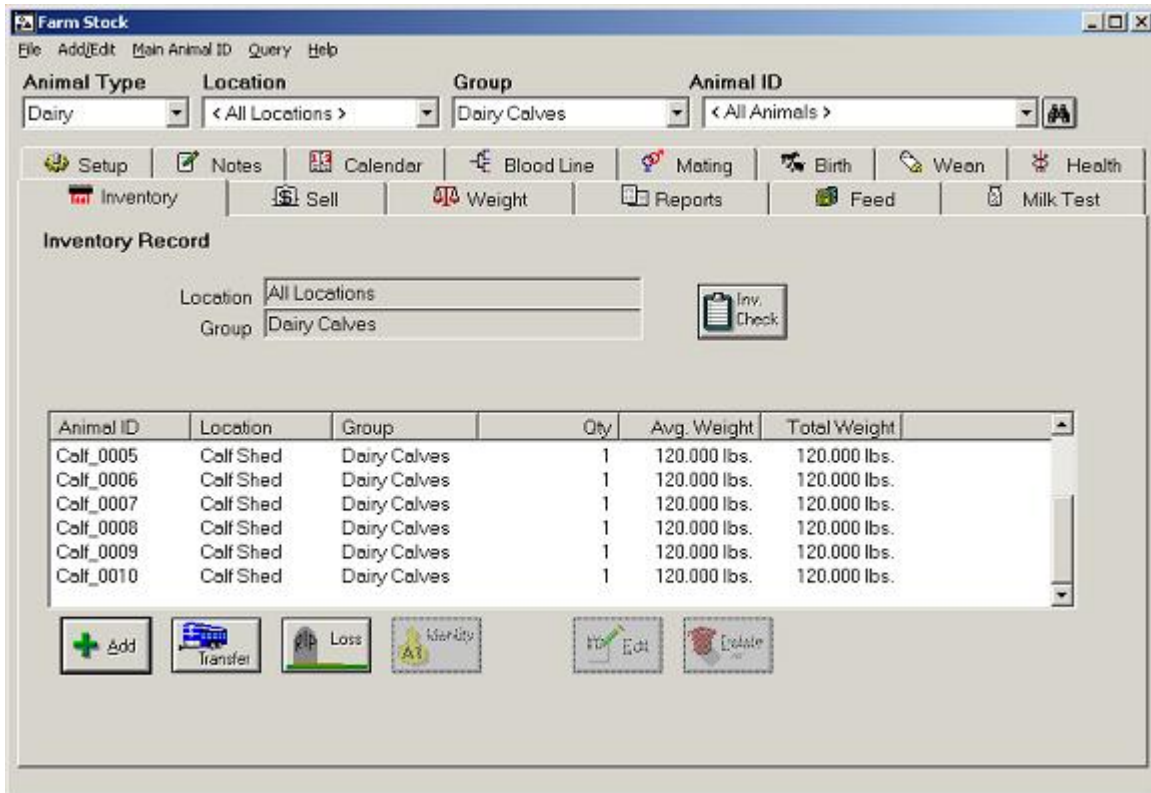 Farm Stock
File Add/Edit Main Animal ID Query Help
Animal Type Location Group Animal ID
Dairy < All Locations > Dairy Calves < All Animals >
Setup Notes Calendar Blood Line Mating Birth Wean Health
Inventory Sell Weight Reports Feed Milk Test
Inventory Record
Location All Locations
Group Dairy Calves
Inv.
Check
Animal ID Location Group Qty Avg. Weight Total Weight
Calf_0005 Calf Shed Dairy Calves 1 120.000 lbs. 120.000 lbs.
Calf_0006 Calf Shed Dairy Calves 1 120.000 lbs. 120.000 lbs.
Calf_0007 Calf Shed Dairy Calves 1 120.000 lbs. 120.000 lbs.
Calf_0008 Calf Shed Dairy Calves 1 120.000 lbs. 120.000 lbs.
Calf_0009 Calf Shed Dairy Calves 1 120.000 lbs. 120.000 lbs.
Calf_0010 Calf Shed Dairy Calves 1 120.000 lbs. 120.000 lbs.
Add Transfer rip Loss Identity Edit Delete